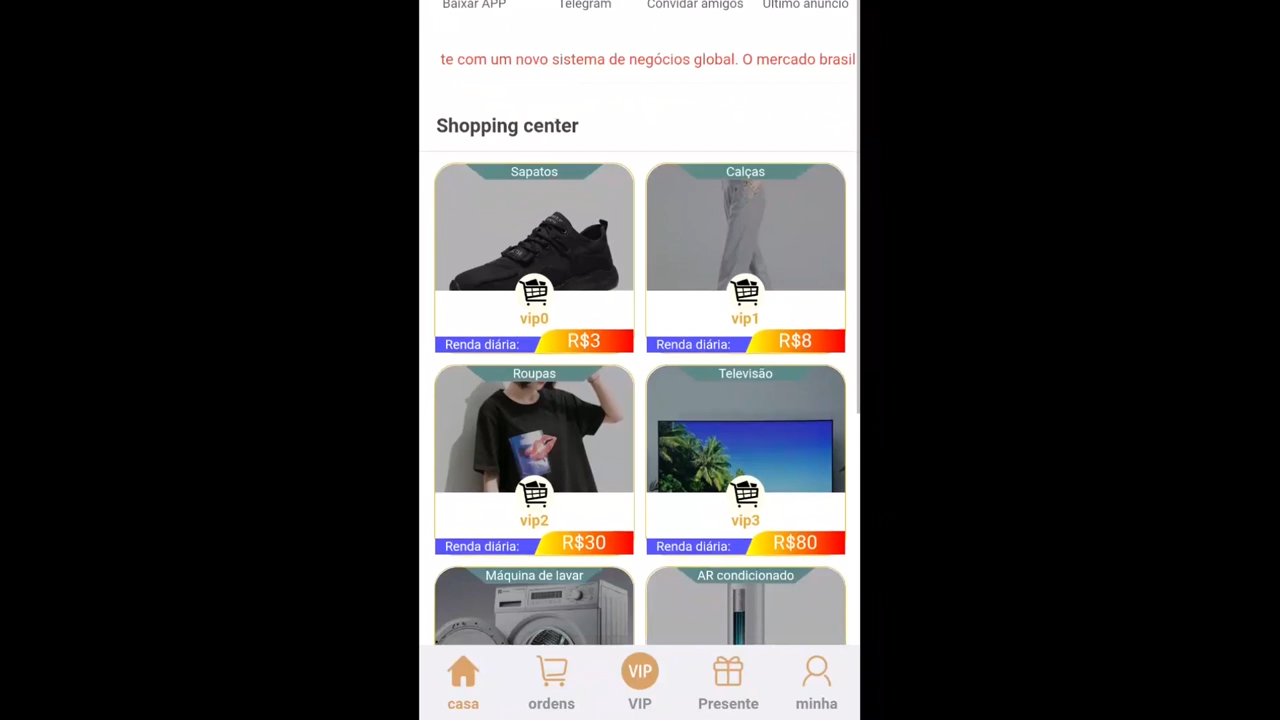 Baixar APP Telegram Convidar amigos Último anúncio
te com um novo sistema de negócios global. O mercado brasil
Shopping center
Sapatos Calças
vip0 vip1
Renda diária: R$3 Renda diária: R$8
Roupas Televisão
vip2 vip3
Renda diária: R$30 Renda diária: R$80
Máquina de lavar AR condicionado
VIP
casa ordens VIP Presente minha